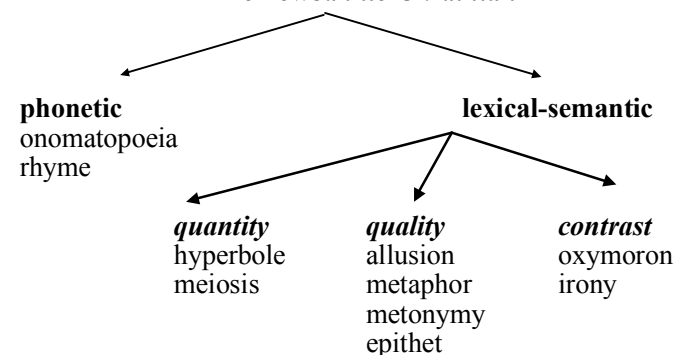 phonetic
onomatopoeia
rhyme
lexical-semantic
quantity
hyperbole
meiosis
quality
allusion
metaphor
metonymy
epithet
contrast
oxymoron
irony